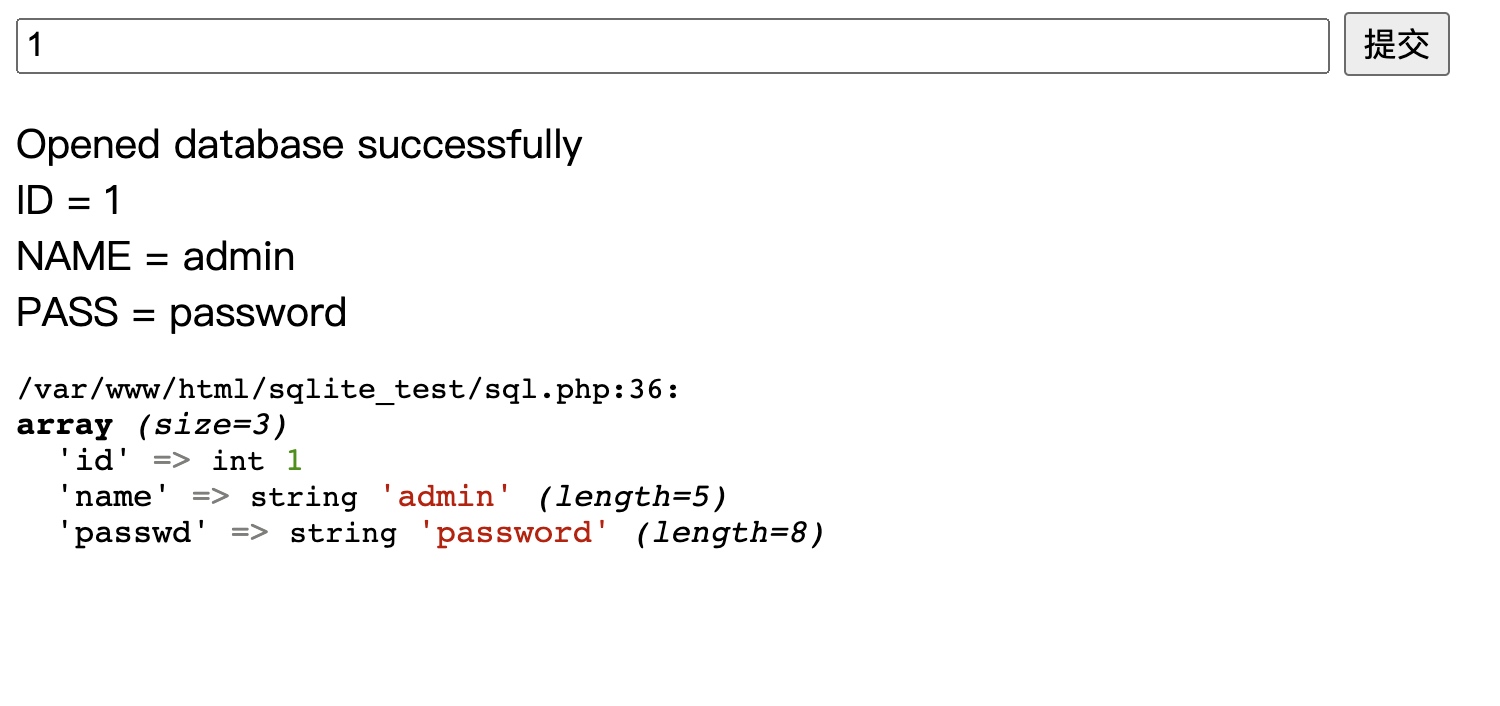 1 提交
Opened database successfully
ID = 1
NAME = admin
PASS = password
/var/www/html/sqlite_test/sql.php:36:
array (size=3)
'id' => int 1
'name' => string 'admin' (length=5)
'passwd' => string 'password' (length=8)